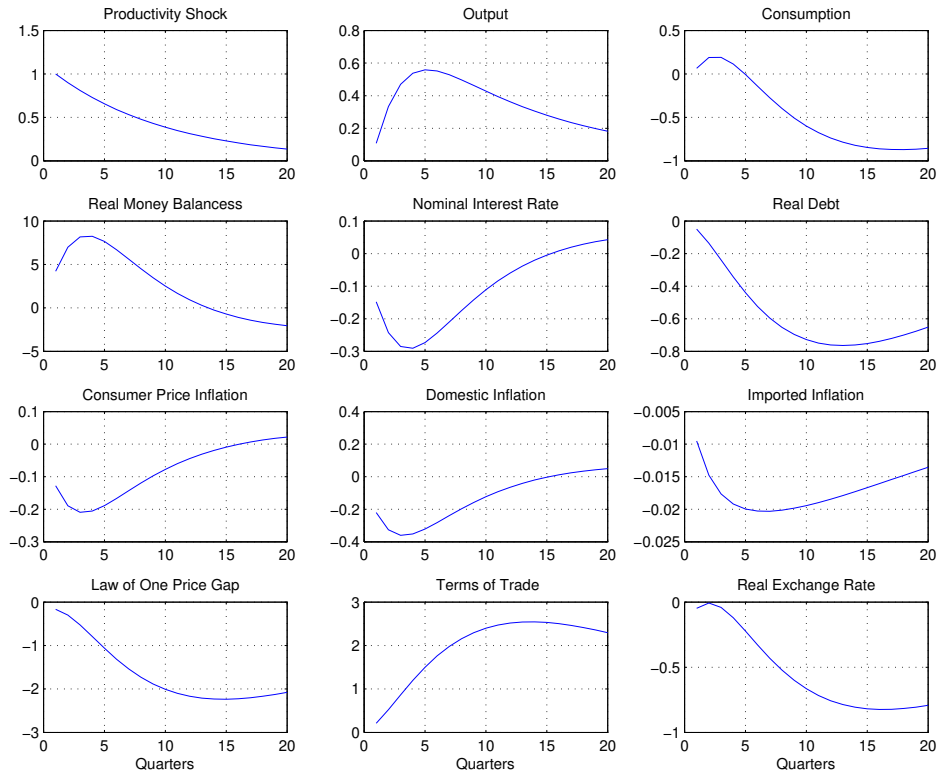 Productivity Shock
1.5
1
0.5
0
0 5 10 15 20
Output
0.8
0.6
0.4
0.2
0
0 5 10 15 20
Consumption
0.5
0
−0.5
−1
0 5 10 15 20
Real Money Balancess
10
5
0
−5
0 5 10 15 20
Nominal Interest Rate
0.1
0
−0.1
−0.2
−0.3
0 5 10 15 20
Real Debt
0
−0.2
−0.4
−0.6
−0.8
0 5 10 15 20
Consumer Price Inflation
0.1
0
−0.1
−0.2
−0.3
0 5 10 15 20
Domestic Inflation
0.4
0.2
0
−0.2
−0.4
0 5 10 15 20
Imported Inflation
−0.005
−0.01
−0.015
−0.02
−0.025
0 5 10 15 20
Law of One Price Gap
0
−1
−2
−3
0 5 10 15 20
Quarters
Terms of Trade
3
2
1
0
0 5 10 15 20
Quarters
Real Exchange Rate
0
−0.5
−1
0 5 10 15 20
Quarters